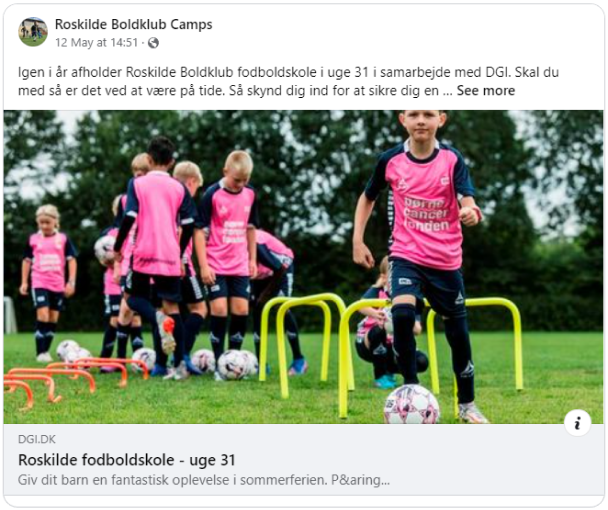 Roskilde Boldklub Camps
12 May at 14:51 ·
Igen i år afholder Roskilde Boldklub fodboldskole i uge 31 i samarbejde med DGI. Skal du
med så er det ved at være på tide. Så skynd dig ind for at sikre dig en ... See more
børne
cancer
fonden
DGI.DK
Roskilde fodboldskole - uge 31
Giv dit barn en fantastisk oplevelse i sommerferien. P&aring...